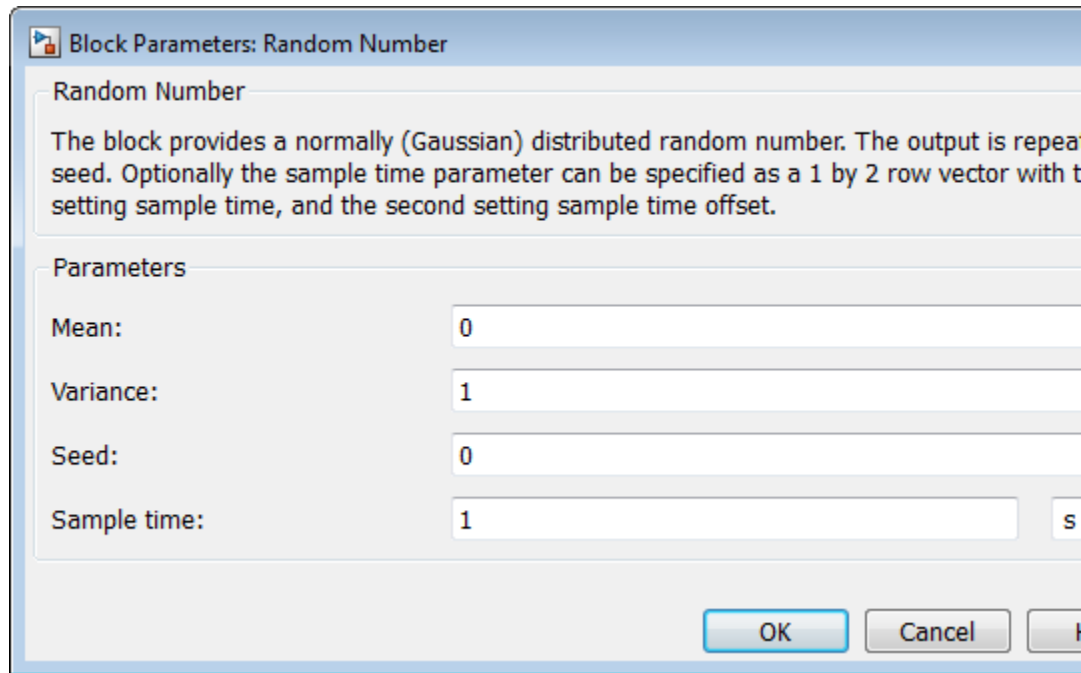 Block Parameters: Random Number
Random Number
The block provides a normally (Gaussian) distributed random number. The output is
seed. Optionally the sample time parameter can be specified as a 1 by 2 row vector with
setting sample time, and the second setting sample time offset.
Parameters
Mean: 0
Variance: 1
Seed: 0
Sample time: 1 s
OK Cancel